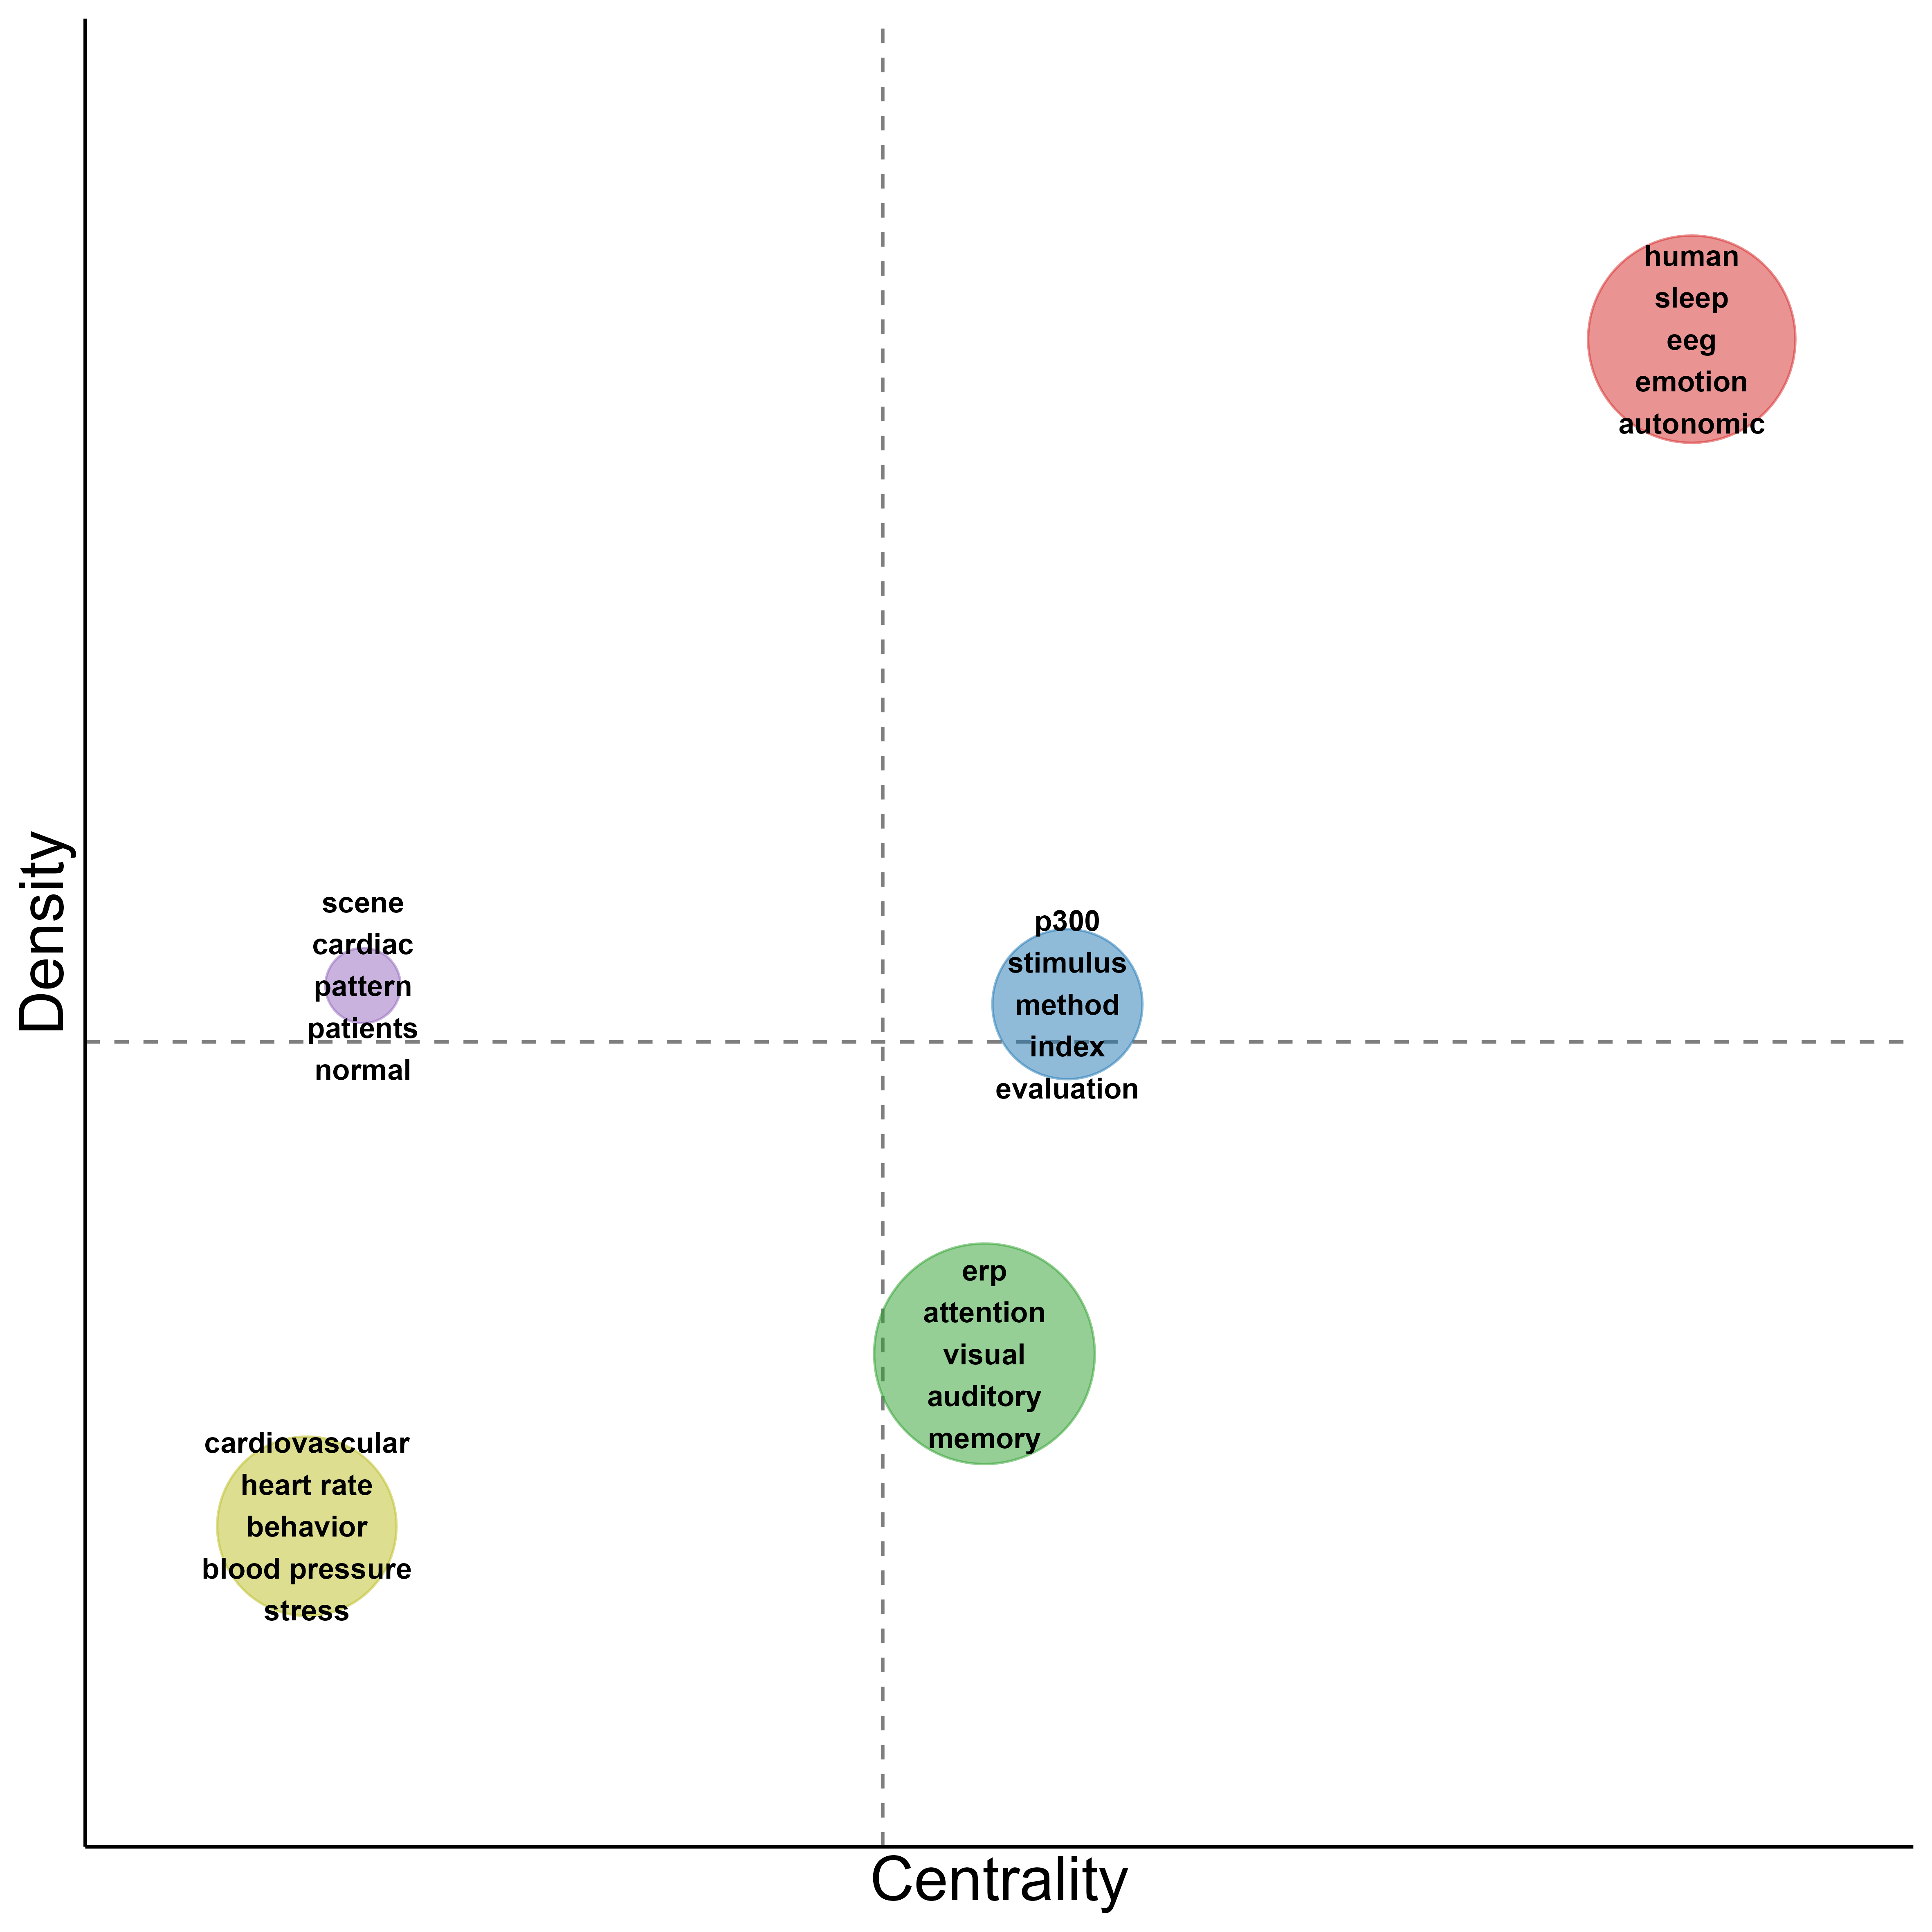 human
sleep
eeg
emotion
autonomic
scene
cardiac
pattern
patients
normal
p300
stimulus
method
index
evaluation
erp
attention
visual
auditory
memory
cardiovascular
heart rate
behavior
blood pressure
stress
Density
Centrality